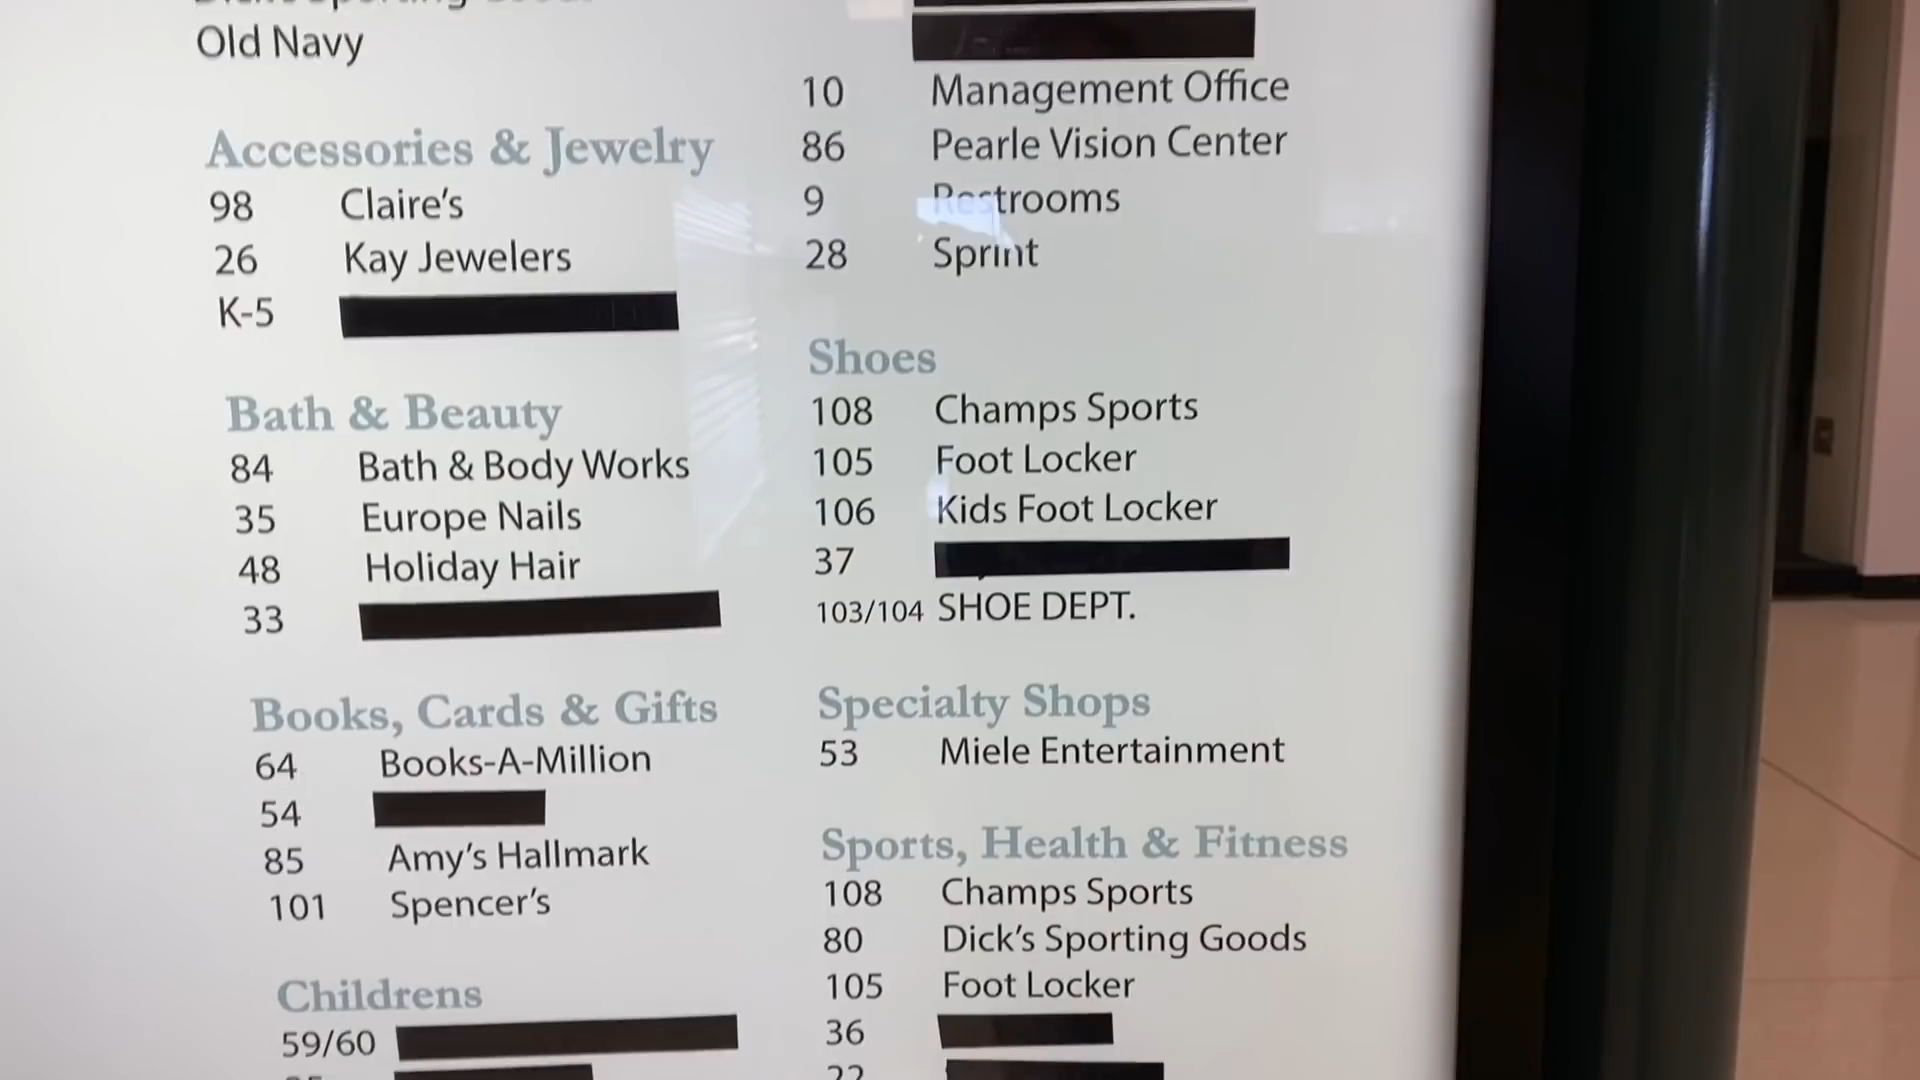 Old Navy
Accessories & Jewelry
98 Claire's
26 Kay Jewelers
K-5
Bath & Beauty
84 Bath & Body Works
35 Europe Nails
48 Holiday Hair
33
Books, Cards & Gifts
64 Books-A-Million
54
85 Amy's Hallmark
101 Spencer's
Childrens
59/60
10 Management Office
86 Pearle Vision Center
9 Restrooms
28 Sprint
Shoes
108 Champs Sports
105 Foot Locker
106 Kids Foot Locker
37
103/104 SHOE DEPT.
Specialty Shops
53 Miele Entertainment
Sports, Health & Fitness
108 Champs Sports
80 Dick's Sporting Goods
105 Foot Locker
36